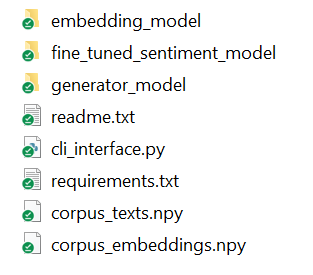 embedding_model
fine_tuned_sentiment_model
generator_model
readme.txt
cli_interface.py
requirements.txt
corpus_texts.npy
corpus_embeddings.npy